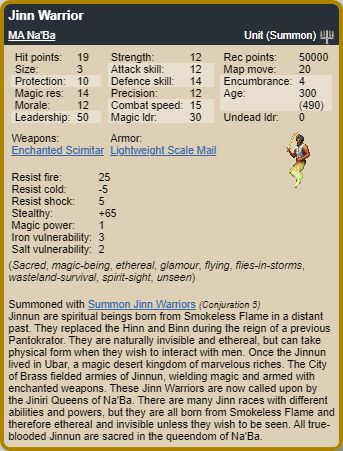 Jinn Warrior
MA Na'Ba Unit (Summon)
Hit points: 19 Strength: 12 Rec points: 50000
Size: 3 Attack skill: 12 Map move: 20
Protection: 10 Defence skill: 14 Encumbrance: 4
Magic res: 14 Precision: 12 Age: 300
Morale: 12 Combat speed: 15 (490)
Leadership: 50 Magic ldr: 30 Undead ldr: 0
Weapons: Armor:
Enchanted Scimitar Lightweight Scale Mail
Resist fire: 25
Resist cold: -5
Resist shock: 5
Stealthy: +65
Magic power: 1
Iron vulnerability: 3
Salt vulnerability: 2
(Sacred, magic-being, ethereal, glamour, flying, flies-in-storms,
wasteland-survival, spirit-sight, unseen)
Summoned with Summon Jinn Warriors (Conjuration 5)
Jinnun are spiritual beings born from Smokeless Flame in a distant
past. They replaced the Hinn and Binn during the reign of a previous
Pantokrator. They are naturally invisible and ethereal, but can take
physical form when they wish to interact with men. Once the Jinnun
lived in Ubar, a magic desert kingdom of marvelous riches. The City
of Brass fielded armies of Jinnun, wielding magic and armed with
enchanted weapons. These Jinn Warriors are now called upon by
the Jiniri Queens of Na'Ba. There are many Jinn races with different
abilities and powers, but they are all born from Smokeless Flame and
therefore ethereal and invisible unless they wish to be seen. All true-
blooded Jinnun are sacred in the queendom of Na'Ba.